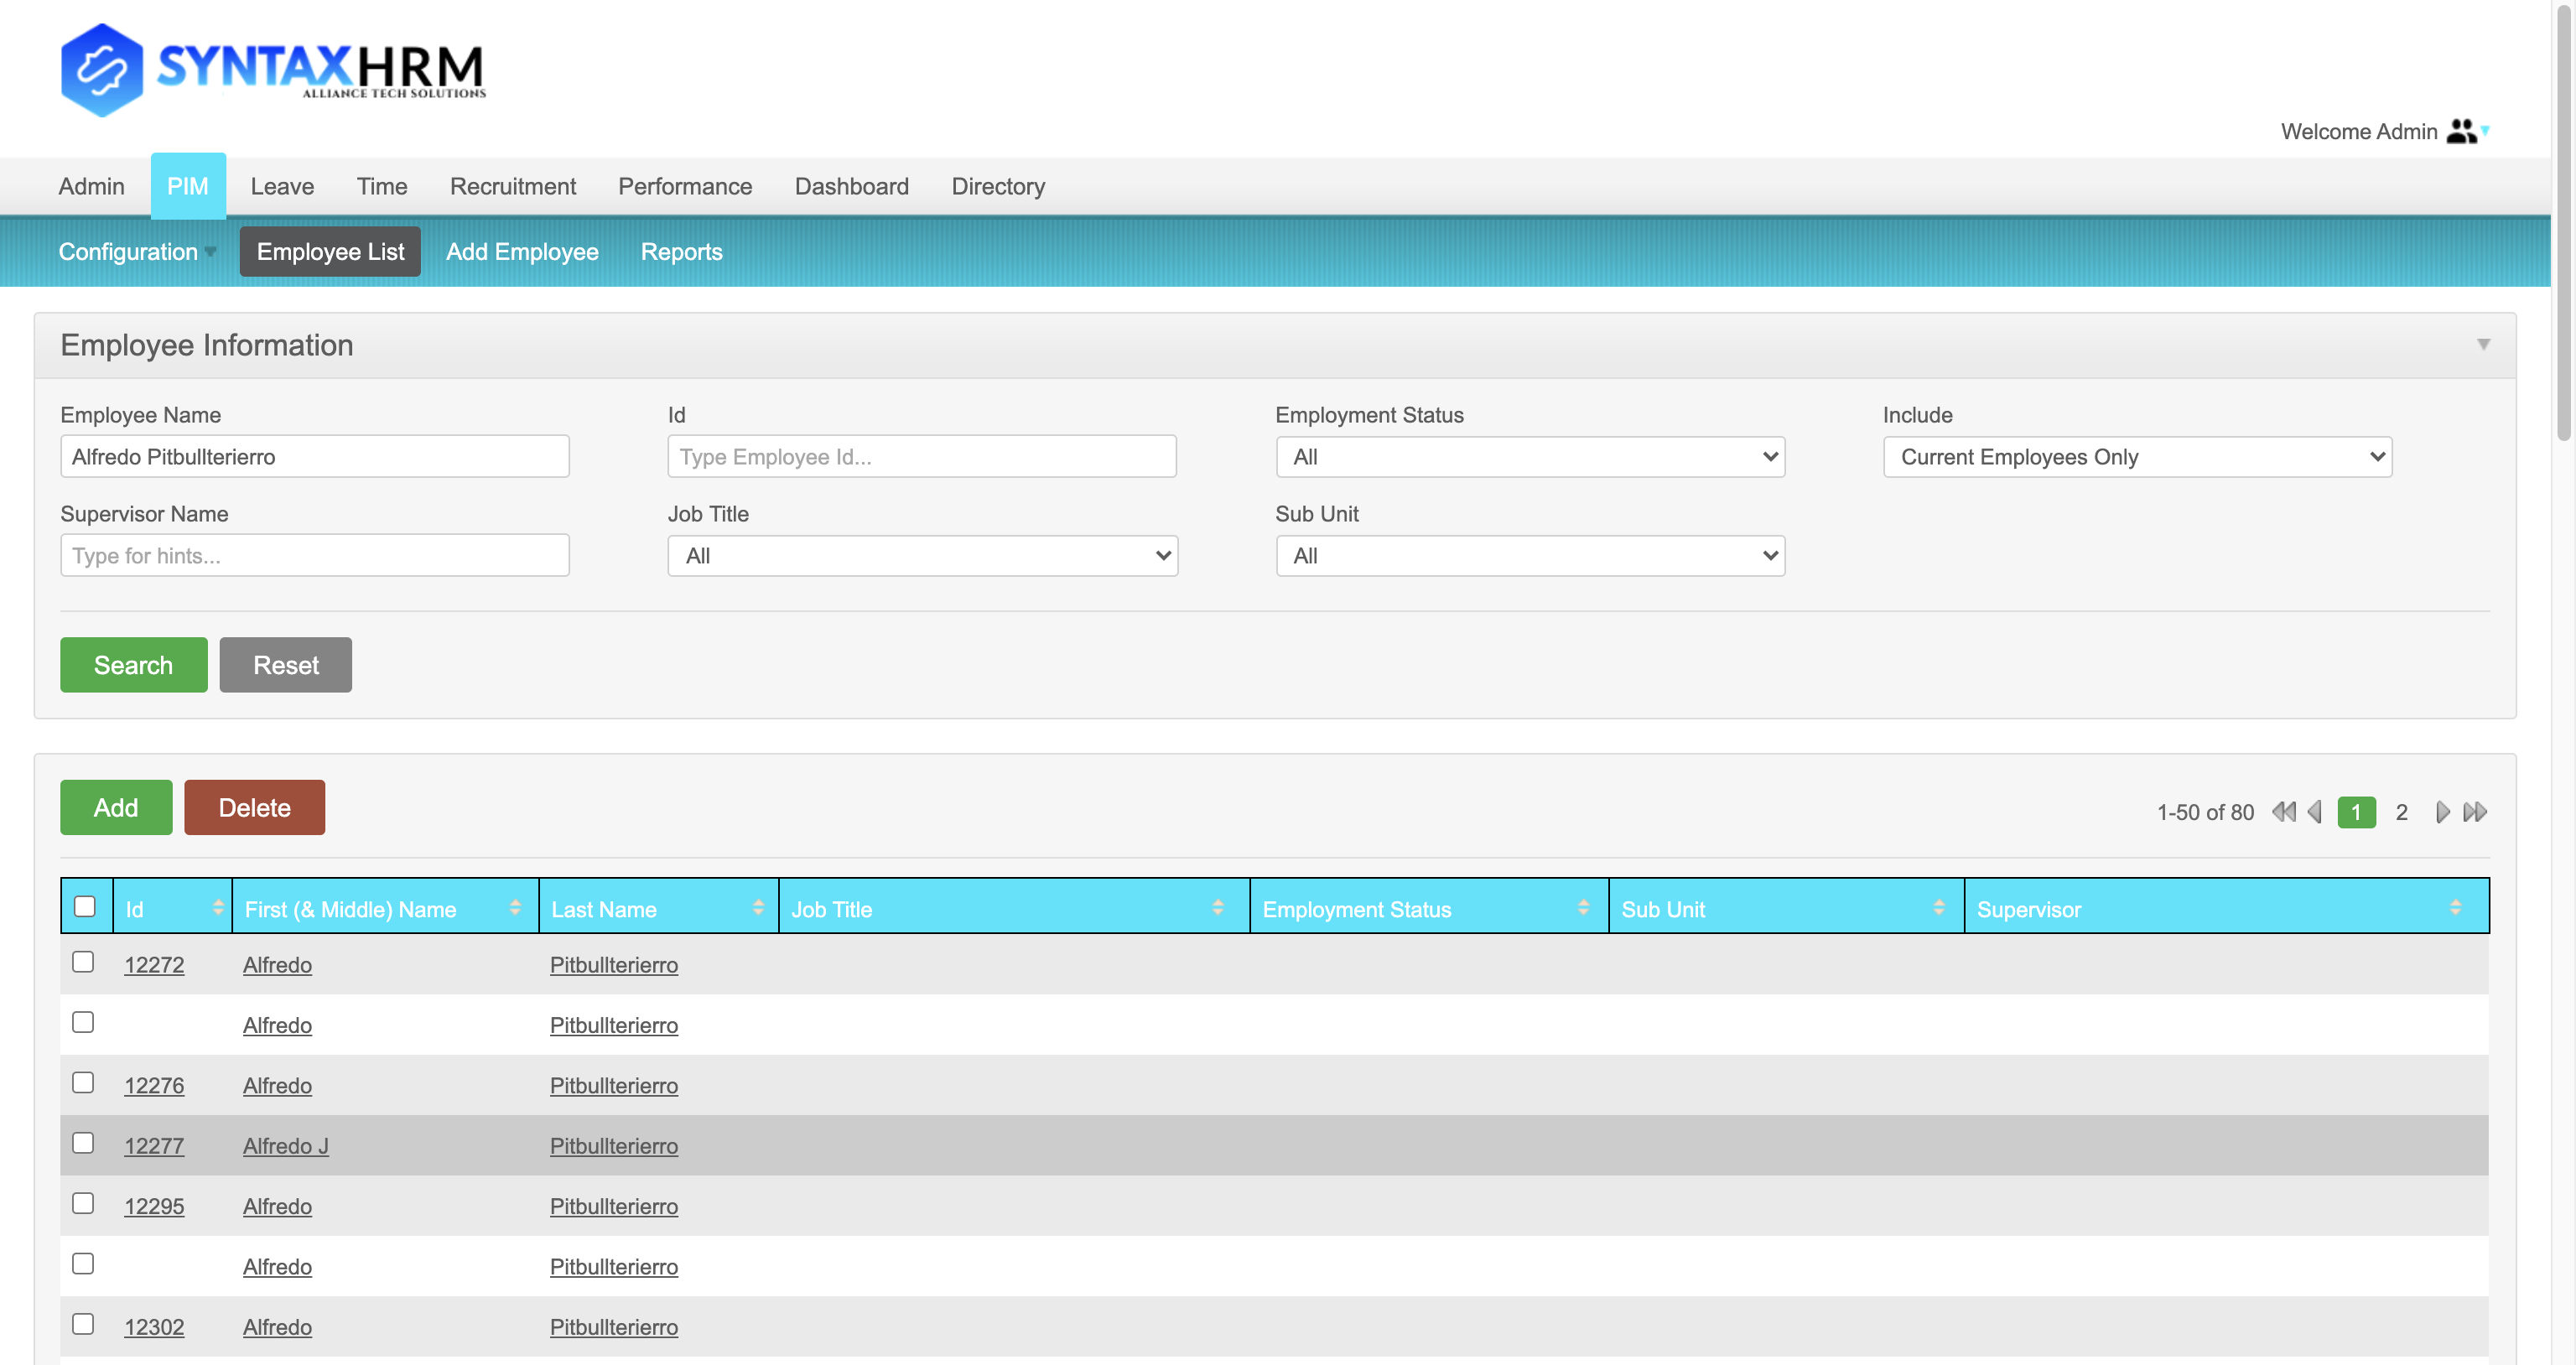 SYNTAXHRM
ALLIANCE TECH SOLUTIONS
Welcome Admin
Admin PIM Leave Time Recruitment Performance Dashboard Directory
Configuration Employee List Add Employee Reports
Employee Information
Employee Name Id Employment Status Include
Alfredo Pitbullterierro Type Employee Id... All Current Employees Only
Supervisor Name Job Title Sub Unit
Type for hints... All All
Search Reset
Add Delete 1-50 of 80 1 2
Id First (& Middle) Name Last Name Job Title Employment Status Sub Unit Supervisor
12272 Alfredo Pitbullterierro
Alfredo Pitbullterierro
12276 Alfredo Pitbullterierro
12277 Alfredo J Pitbullterierro
12295 Alfredo Pitbullterierro
Alfredo Pitbullterierro
12302 Alfredo Pitbullterierro